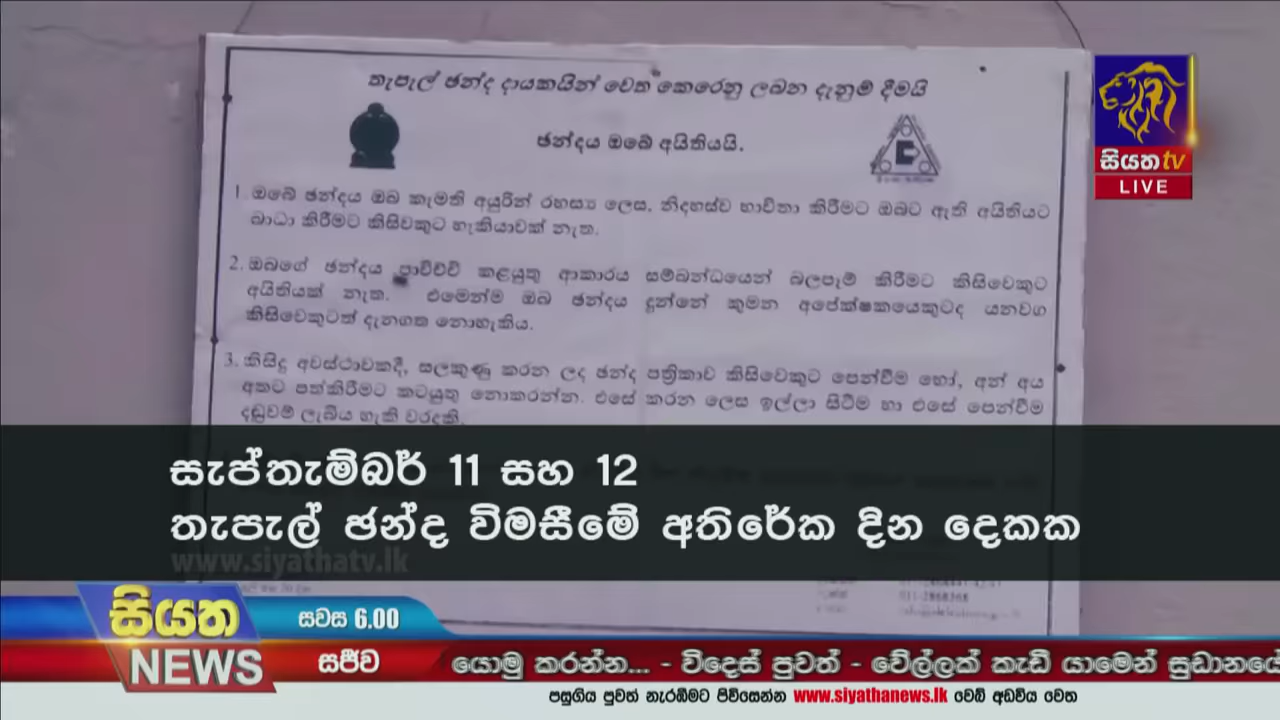 තැපැල් ඡන්ද දායකයින් වෙත කෙරෙනු ලබන දැනුම් දීමයි
ඡන්දය ඔබේ අයිතියයි.
1. ඔබේ ඡන්දය ඔබ කැමති අයුරින් රහස්‍ය ලෙස, නිදහස්ව භාවිතා කිරීමට ඔබට ඇති අයිතියට
බාධා කිරීමට කිසිවකුට හැකියාවක් නැත.
2. ඔබගේ ඡන්දය පාවිච්චි කළයුතු ආකාරය සම්බන්ධයෙන් බලපෑම් කිරීමට කිසිවෙකුට
අයිතියක් නැත. එමෙන්ම ඔබ ඡන්දය දුන්නේ කුමන අපේක්ෂකයෙකුටද යනවග
කිසිවෙකුටත් දැනගත නොහැකිය.
3. කිසිදු අවස්ථාවකදී, සලකුණු කරන ලද ඡන්ද පත්‍රිකාව කිසිවෙකුට පෙන්වීම හෝ, අන් අය
අතට පත්කිරීමට කටයුතු නොකරන්න. එසේ කරන ලෙස ඉල්ලා සිටීම හා එසේ පෙන්වීම
දඬුවම් ලැබිය හැකි වරදකි.
සියත tv
LIVE
සැප්තැම්බර් 11 සහ 12
තැපැල් ඡන්ද විමසීමේ අතිරේක දින දෙකක
www.siyathatv.lk
සියත
NEWS
සවස 6.00
සජීව
යොමු කරන්න... - විදෙස් පුවත් - වේල්ලක් කැඩී යාමෙන් සුඩානයේ
පසුගිය පුවත් නැරඹීමට පිවිසෙන්න www.siyathanews.lk වෙබ් අඩවිය වෙත